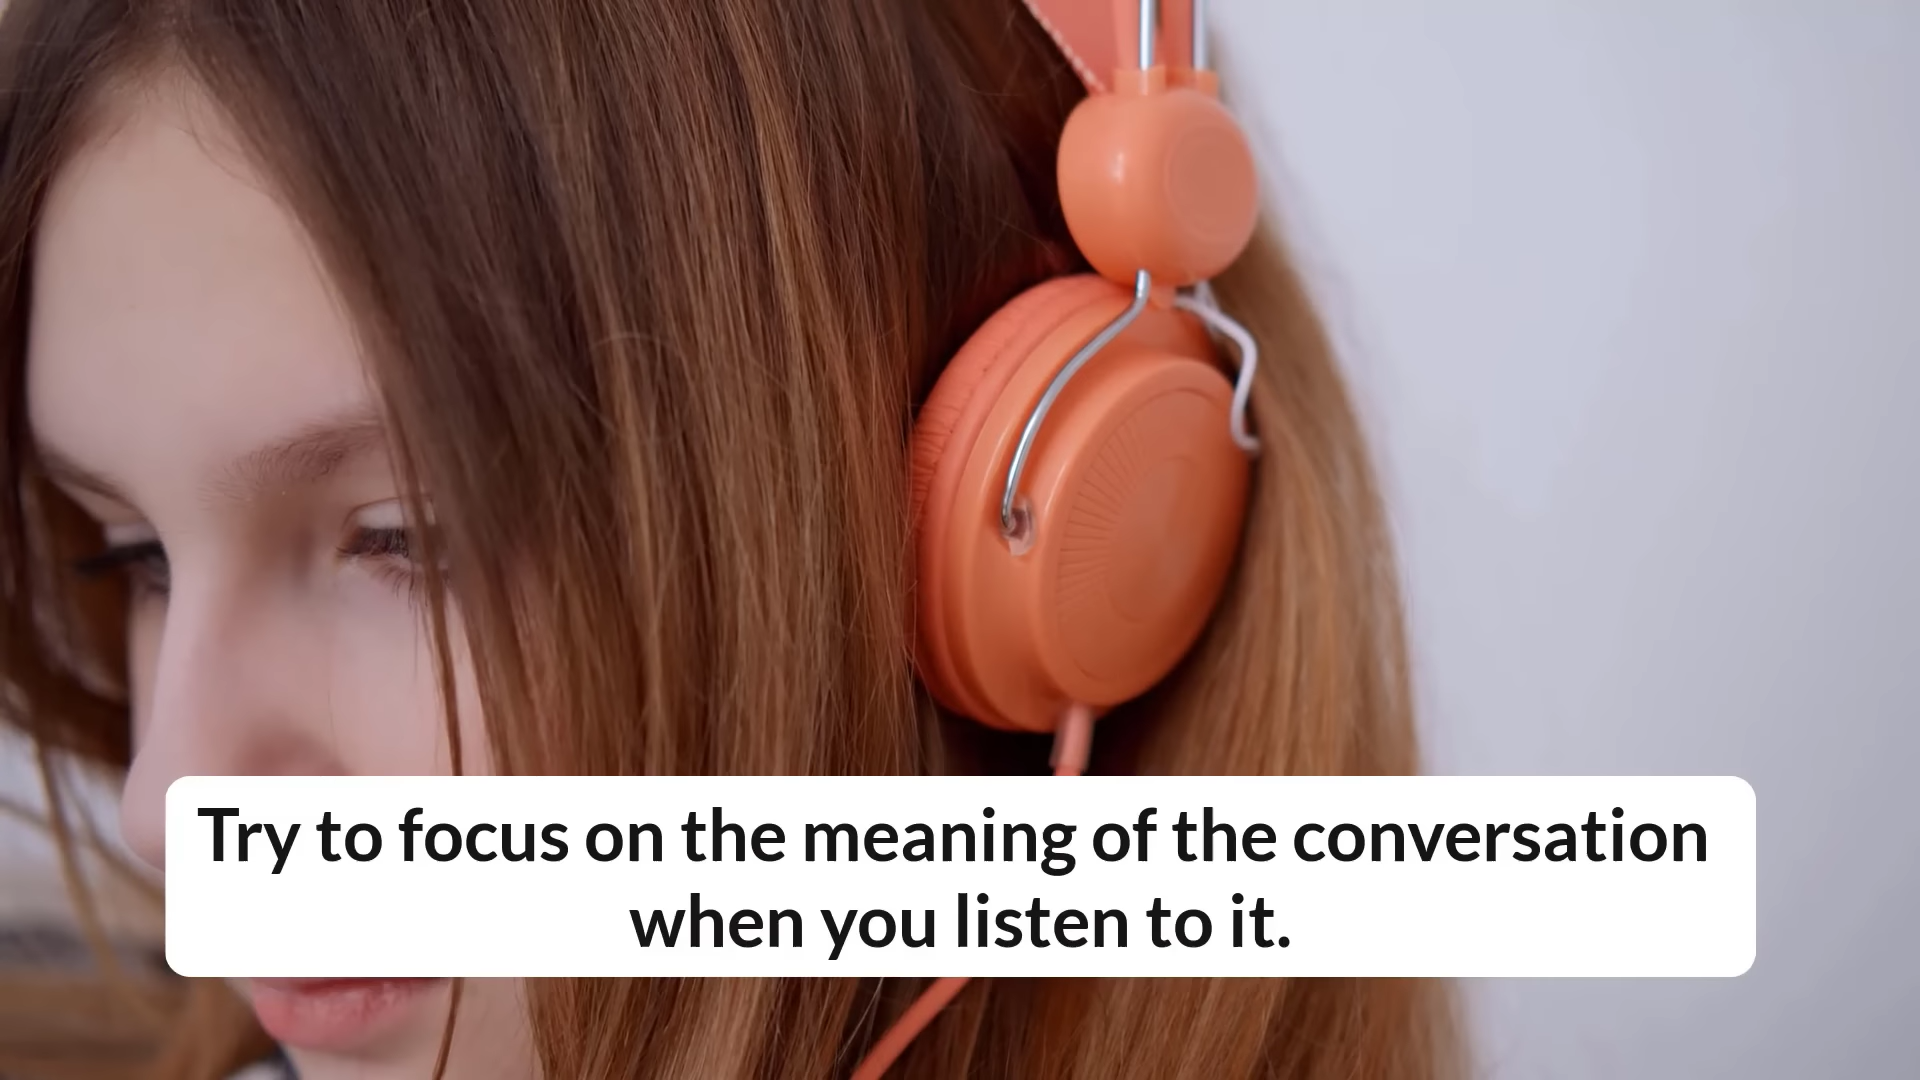 Try to focus on the meaning of the conversation
when you listen to it.